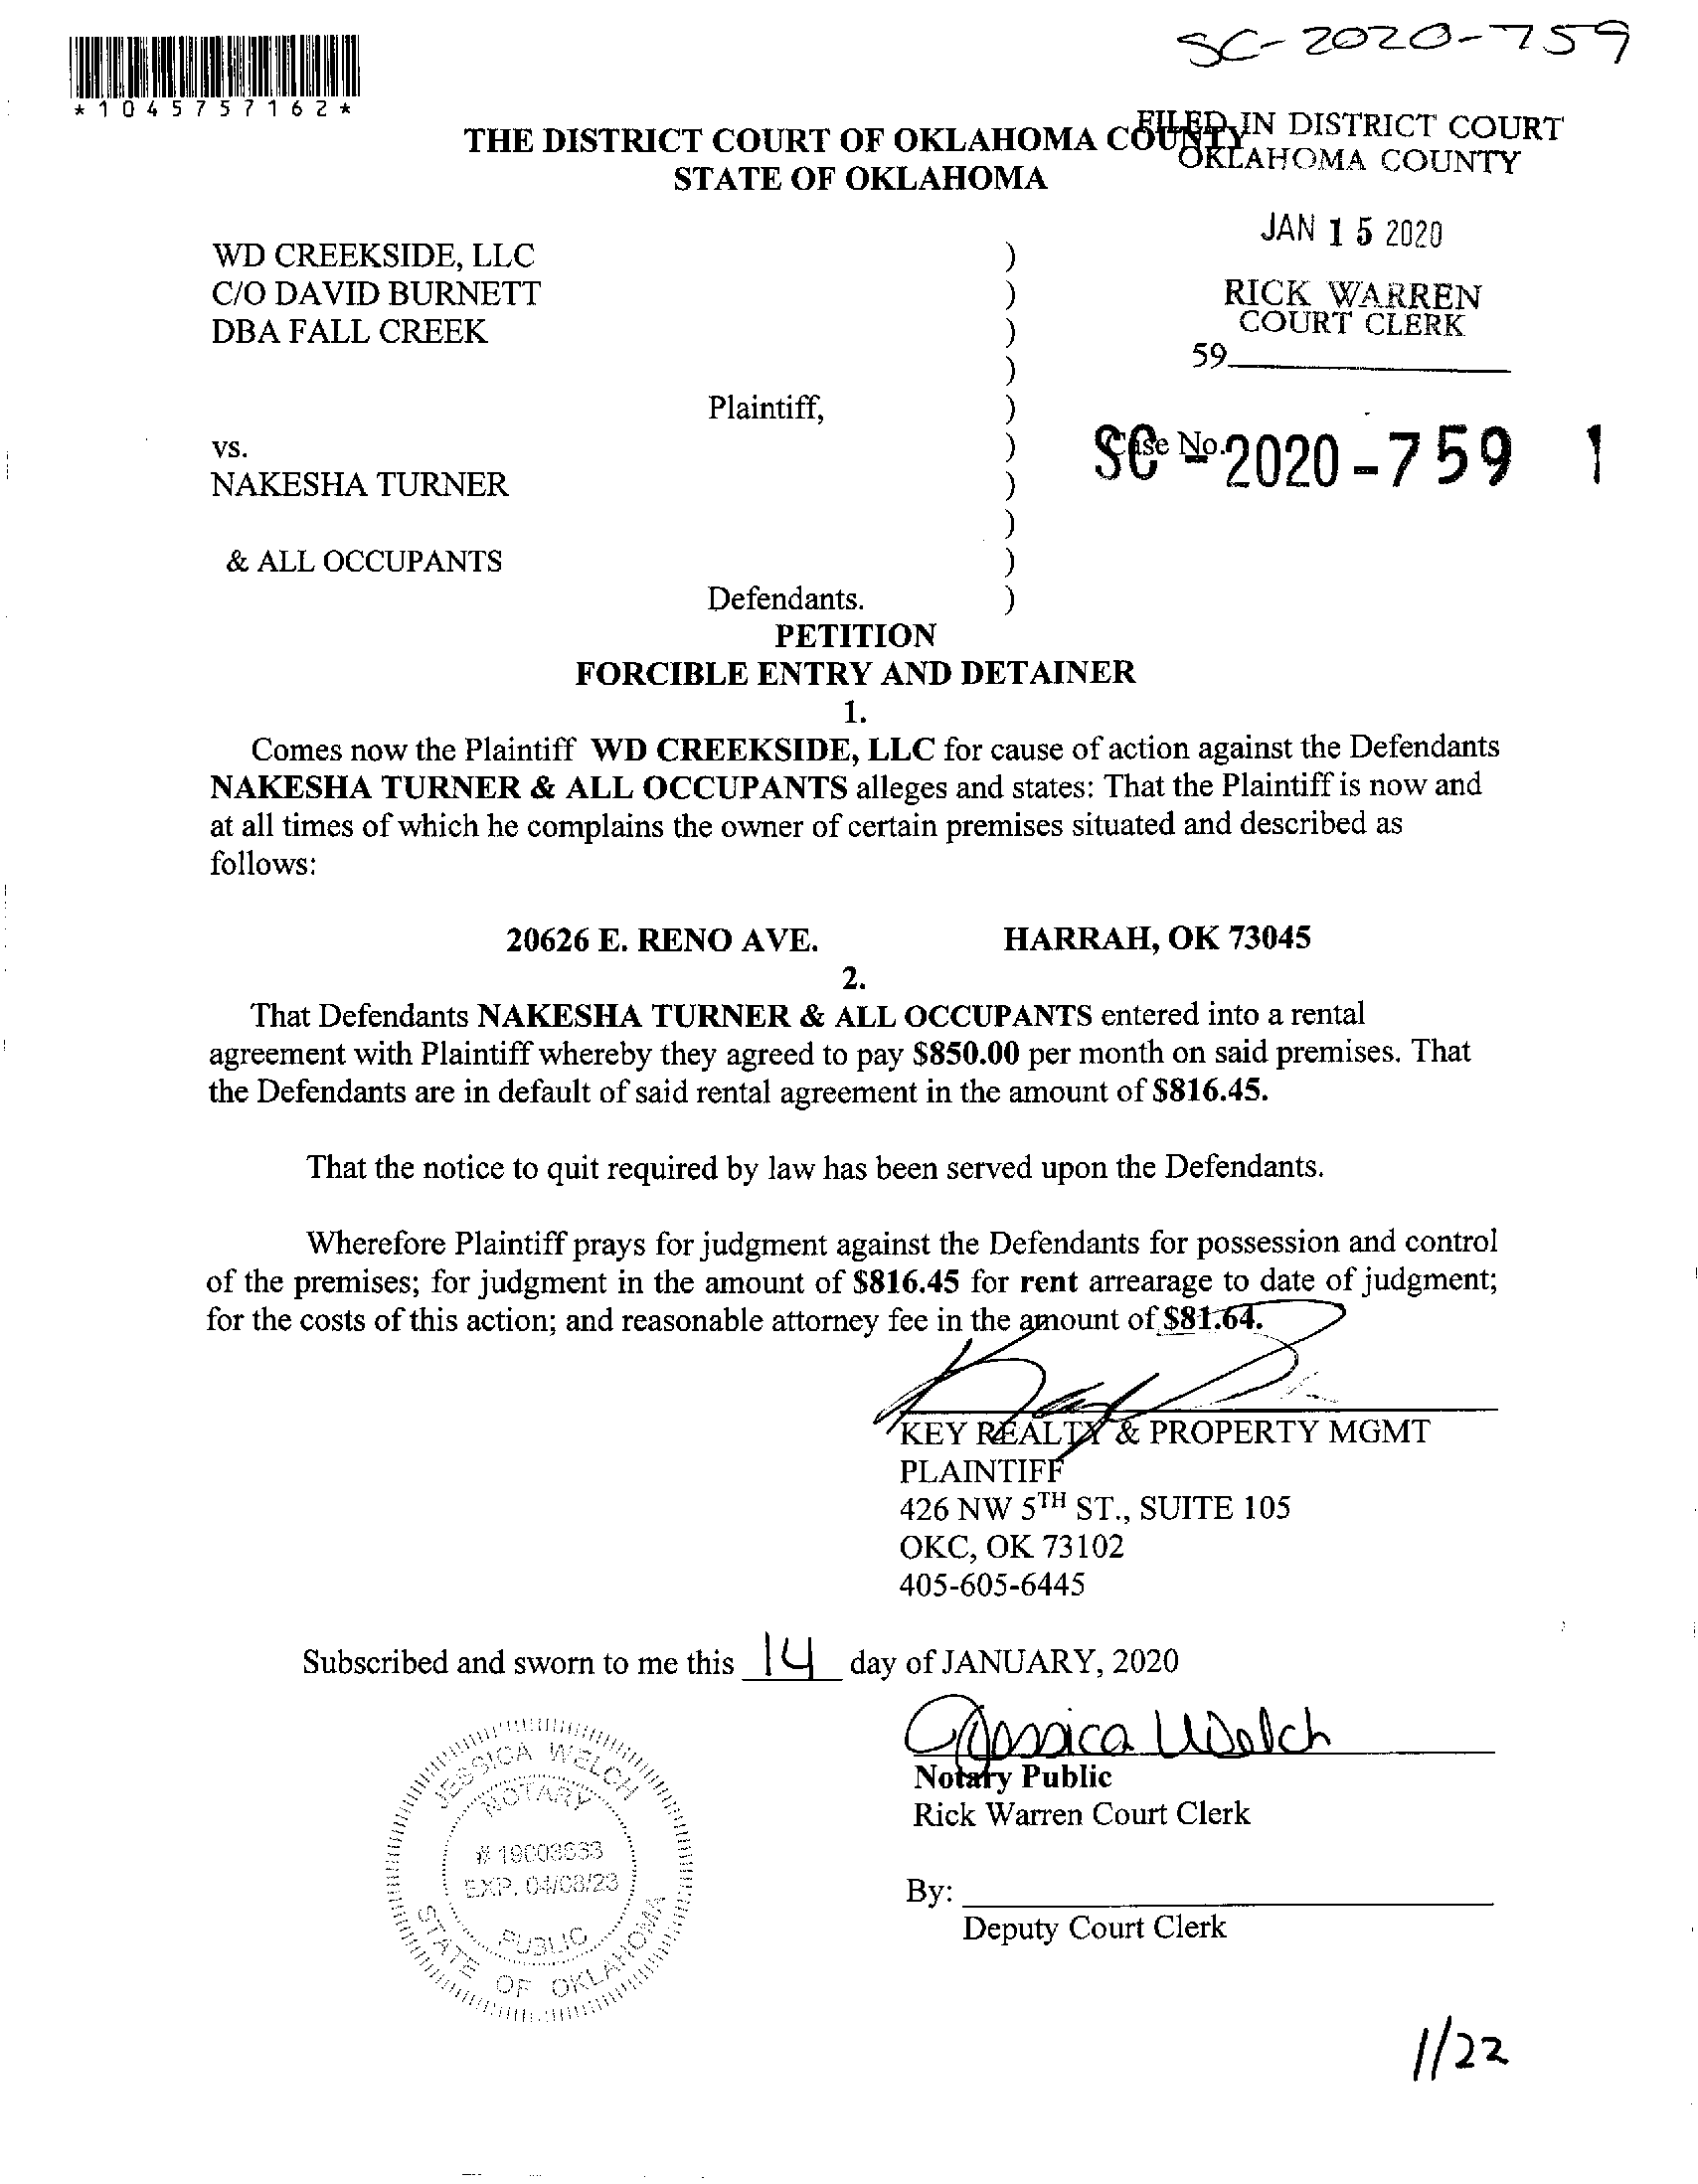 SC-2020-759
*1045757162*
FILED IN DISTRICT COURT
OKLAHOMA COUNTY
THE DISTRICT COURT OF OKLAHOMA COUNTY
STATE OF OKLAHOMA
JAN 15 2020
RICK WARREN
COURT CLERK
59
WD CREEKSIDE, LLC )
C/O DAVID BURNETT )
DBA FALL CREEK )
)
Plaintiff, )
vs. ) Case No.
SC - 2020 - 759 1
NAKESHA TURNER )
)
& ALL OCCUPANTS )
Defendants. )
PETITION
FORCIBLE ENTRY AND DETAINER
1.
Comes now the Plaintiff WD CREEKSIDE, LLC for cause of action against the Defendants
NAKESHA TURNER & ALL OCCUPANTS alleges and states: That the Plaintiff is now and
at all times of which he complains the owner of certain premises situated and described as
follows:
20626 E. RENO AVE. HARRAH, OK 73045
2.
That Defendants NAKESHA TURNER & ALL OCCUPANTS entered into a rental
agreement with Plaintiff whereby they agreed to pay $850.00 per month on said premises. That
the Defendants are in default of said rental agreement in the amount of $816.45.
That the notice to quit required by law has been served upon the Defendants.
Wherefore Plaintiff prays for judgment against the Defendants for possession and control
of the premises; for judgment in the amount of $816.45 for rent arrearage to date of judgment;
for the costs of this action; and reasonable attorney fee in the amount of $81.64.
KEY REALTY & PROPERTY MGMT
PLAINTIFF
426 NW 5TH ST., SUITE 105
OKC, OK 73102
405-605-6445
Subscribed and sworn to me this 14 day of JANUARY, 2020
Jessica Welch
Notary Public
Rick Warren Court Clerk
By:
Deputy Court Clerk
JESSICA WELCH
NOTARY
EXP. 04/08/23
PUBLIC
STATE OF OKLAHOMA
1/22